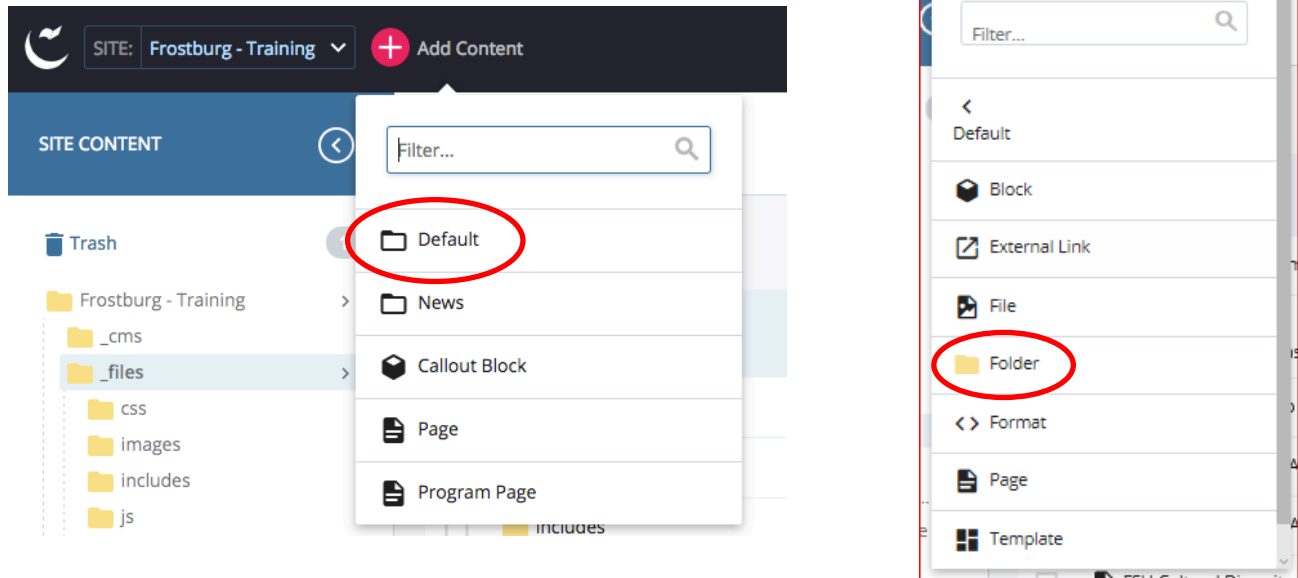 SITE: Frostburg - Training
Add Content
SITE CONTENT
Trash
Frostburg - Training
_cms
_files
css
images
includes
js
Filter...
Default
News
Callout Block
Page
Program Page
includes
Filter...
Default
Block
External Link
File
Folder
Format
Page
Template